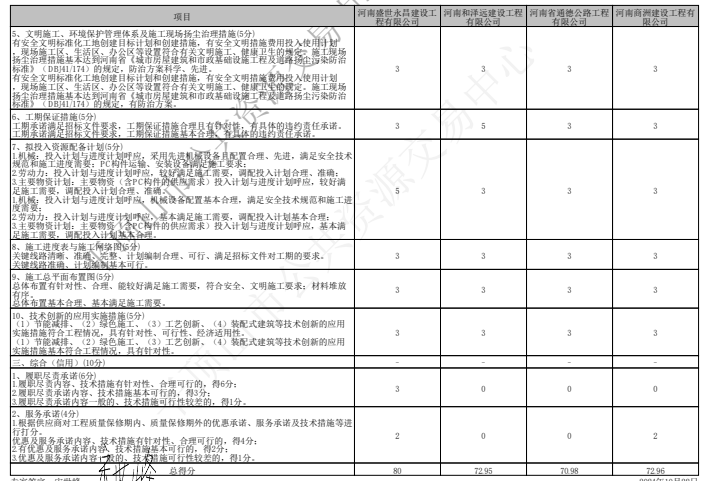 项目 河南盛世永昌建设工程有限公司 河南和泽远建设工程有限公司 河南省通德公路工程有限公司 河南商洲建设工程有限公司
5、文明施工、环境保护管理体系及施工现场扬尘治理措施(5分)
有安全文明标准化工地创建目标计划和创建措施，有安全文明措施费用投入使用计划
，现场施工区、生活区、办公区等设置符合有关文明施工、健康卫生的规定。施工现场
扬尘治理措施基本达到河南省《城市房屋建筑和市政基础设施工程及道路扬尘污染防治
标准》（DBJ41/174）的规定，防治方案科学、先进。
有安全文明标准化工地创建目标计划和创建措施，有安全文明措施费用投入使用计划
，现场施工区、生活区、办公区等设置符合有关文明施工、健康卫生的规定。施工现场
扬尘治理措施基本达到河南省《城市房屋建筑和市政基础设施工程及道路扬尘污染防治
标准》（DBJ41/174）的规定，有防治方案。
3 3 3 3
6、工期保证措施(5分)
工期承诺满足招标文件要求，工期保证措施合理且有针对性，有具体的违约责任承诺。
工期承诺满足招标文件要求，工期保证措施基本合理，有具体的违约责任承诺。
3 5 3 3
7、拟投入资源配备计划(5分)
1.机械：投入计划与进度计划呼应，采用先进机械设备且配置合理、先进，满足安全技术
规范和施工进度需要；PC构件运输、安装设备满足施工要求；
2.劳动力：投入计划与进度计划呼应，较好满足施工需要，调配投入计划合理、准确；
3.主要物资计划：主要物资（含PC构件的供应需求）投入计划与进度计划呼应，较好满
足施工需要，调配投入计划合理、准确。
1.机械：投入计划与进度计划呼应，机械设备配置基本合理，满足安全技术规范和施工进
度需要；
2.劳动力：投入计划与进度计划呼应，基本满足施工需要，调配投入计划基本合理；
3.主要物资计划：主要物资（含PC构件的供应需求）投入计划与进度计划呼应，基本满
足施工需要，调配投入计划基本合理。
5 3 3 3
8、施工进度表与施工网络图(5分)
关键线路清晰、准确、完整、计划编制合理、可行、满足招标文件对工期的要求。
关键线路准确、计划编制基本可行。
3 3 3 3
9、施工总平面布置图(5分)
总体布置有针对性、合理、能较好满足施工需要，符合安全、文明施工要求；材料堆放
有序。
总体布置基本合理、基本满足施工需要。
3 3 3 3
10、技术创新的应用实施措施(5分)
（1）节能减排、（2）绿色施工、（3）工艺创新、（4）装配式建筑等技术创新的应用
实施措施符合工程情况，具有针对性、可行性、经济适用性。
（1）节能减排、（2）绿色施工、（3）工艺创新、（4）装配式建筑等技术创新的应用
实施措施基本符合工程情况，具有针对性。
3 3 3 3
三、综合（信用）(10分) - - - -
1、履职尽责承诺(6分)
1.履职尽责内容、技术措施有针对性、合理可行的，得6分；
2.履职尽责承诺内容、技术措施基本可行的，得3分；
3.履职尽责承诺内容一般的、技术措施可行性较差的，得1分。
3 0 0 0
2、服务承诺(4分)
1.根据供应商对工程质量保修期内、质量保修期外的优惠承诺、服务承诺及技术措施等进
行打分。
优惠及服务承诺内容、技术措施有针对性、合理可行的，得4分；
2.有优惠及服务承诺内容、技术措施基本可行的，得2分；
3.优惠及服务承诺内容一般的、技术措施可行性较差的，得1分。
2 0 0 2
总得分 80 72.95 70.98 72.96